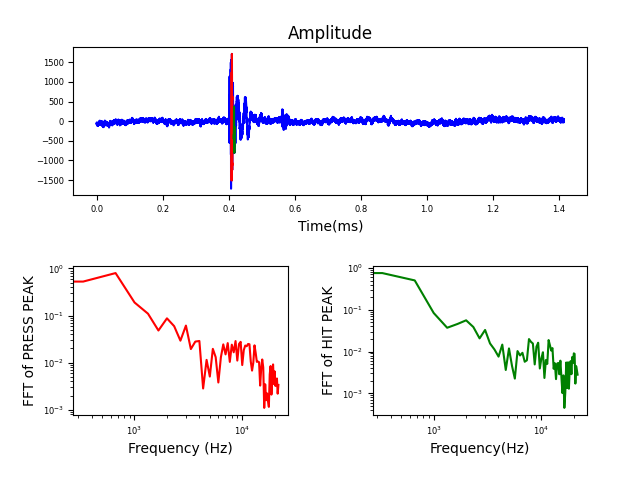 Amplitude
1500
1000
500
0
−500
−1000
−1500
0.0 0.2 0.4 0.6 0.8 1.0 1.2 1.4
Time(ms)
FFT of PRESS PEAK
10⁰
10⁻¹
10⁻²
10⁻³
10³ 10⁴
Frequency (Hz)
FFT of HIT PEAK
10⁰
10⁻¹
10⁻²
10⁻³
10³ 10⁴
Frequency(Hz)